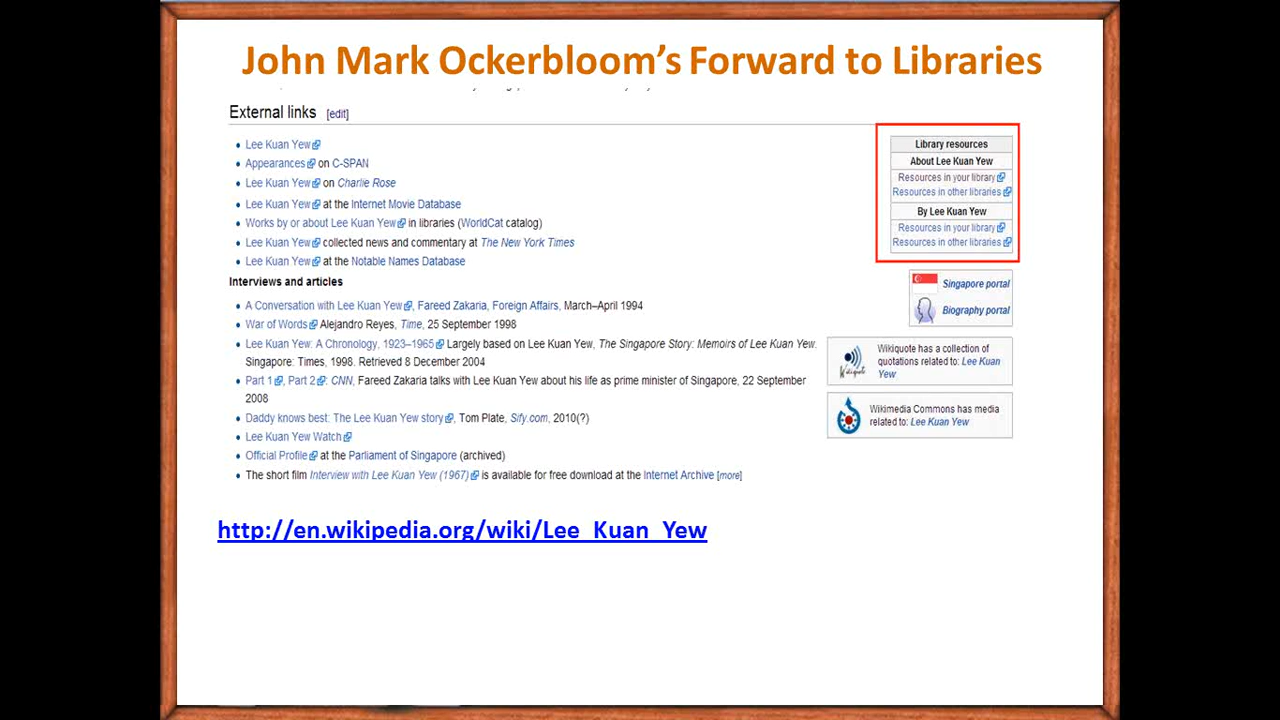 John Mark Ockerbloom's Forward to Libraries
External links [edit]
Lee Kuan Yew
Appearances on C-SPAN
Lee Kuan Yew on Charlie Rose
Lee Kuan Yew at the Internet Movie Database
Works by or about Lee Kuan Yew in libraries (WorldCat catalog)
Lee Kuan Yew collected news and commentary at The New York Times
Lee Kuan Yew at the Notable Names Database
Interviews and articles
A Conversation with Lee Kuan Yew, Fareed Zakaria, Foreign Affairs, March–April 1994
War of Words Alejandro Reyes, Time, 25 September 1998
Lee Kuan Yew: A Chronology, 1923–1965 Largely based on Lee Kuan Yew, The Singapore Story: Memoirs of Lee Kuan Yew.
Singapore: Times, 1998. Retrieved 8 December 2004
Part 1, Part 2: CNN, Fareed Zakaria talks with Lee Kuan Yew about his life as prime minister of Singapore, 22 September
2008
Daddy knows best: The Lee Kuan Yew story, Tom Plate, Sify.com, 2010(?)
Lee Kuan Yew Watch
Official Profile at the Parliament of Singapore (archived)
The short film Interview with Lee Kuan Yew (1967) is available for free download at the Internet Archive [more]
Library resources
About Lee Kuan Yew
Resources in your library
Resources in other libraries
By Lee Kuan Yew
Resources in your library
Resources in other libraries
Singapore portal
Biography portal
Wikiquote has a collection of
quotations related to: Lee Kuan
Yew
Wikiquote
Wikimedia Commons has media
related to: Lee Kuan Yew
http://en.wikipedia.org/wiki/Lee_Kuan_Yew